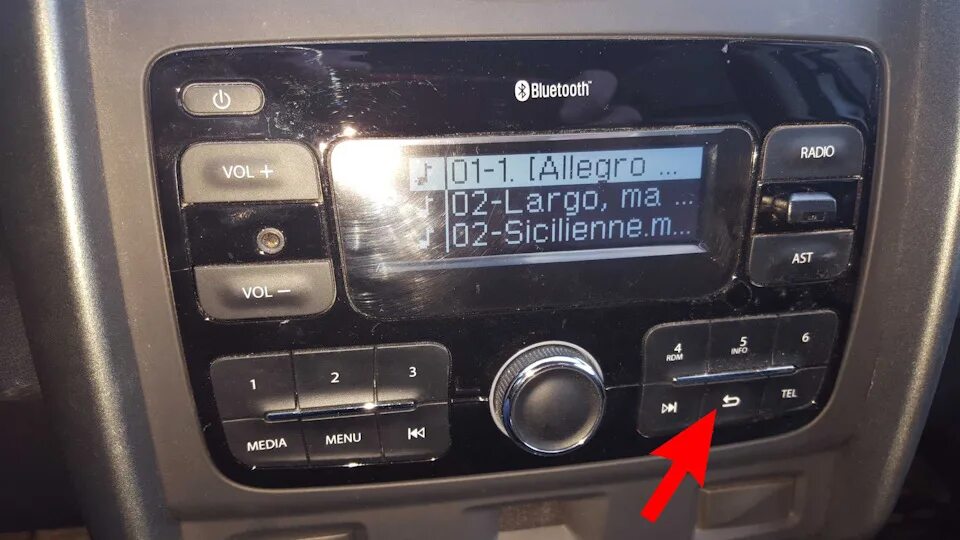 Bluetooth™
VOL +
01-1. [Allegro ...
02-Largo, ma ...
02-Sicilienne.m...
RADIO
VOL −
AST
1
2
3
4
RDM
5
INFO
6
MEDIA
MENU
TEL